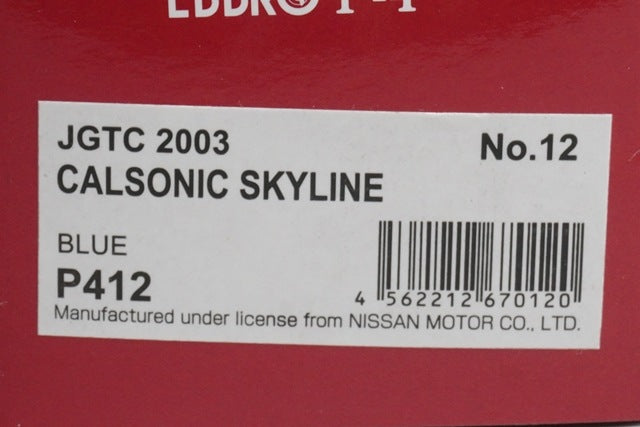 EBBRO
JGTC 2003 No.12
CALSONIC SKYLINE
BLUE
P412
4 562212 670120
Manufactured under license from NISSAN MOTOR CO., LTD.